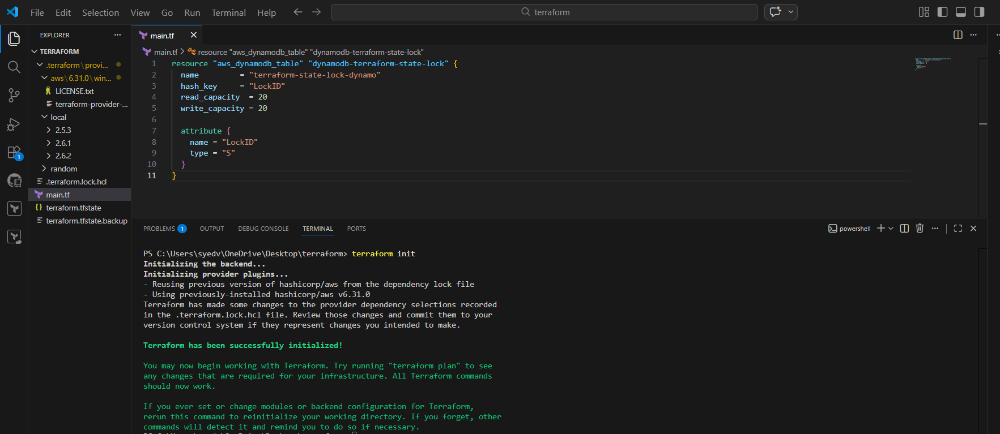 File Edit Selection View Go Run Terminal Help
terraform
EXPLORER
TERRAFORM
.terraform\provi...
aws\6.31.0\win...
LICENSE.txt
terraform-provider-...
local
2.5.3
2.6.1
2.6.2
random
.terraform.lock.hcl
main.tf
terraform.tfstate
terraform.tfstate.backup
1
main.tf
main.tf > resource "aws_dynamodb_table" "dynamodb-terraform-state-lock"
1 resource "aws_dynamodb_table" "dynamodb-terraform-state-lock" {
2 name = "terraform-state-lock-dynamo"
3 hash_key = "LockID"
4 read_capacity = 20
5 write_capacity = 20
6
7 attribute {
8 name = "LockID"
9 type = "S"
10 }
11 }
PROBLEMS 1 OUTPUT DEBUG CONSOLE TERMINAL PORTS
powershell
PS C:\Users\syedv\OneDrive\Desktop\terraform> terraform init
Initializing the backend...
Initializing provider plugins...
- Reusing previous version of hashicorp/aws from the dependency lock file
- Using previously-installed hashicorp/aws v6.31.0
Terraform has made some changes to the provider dependency selections recorded
in the .terraform.lock.hcl file. Review those changes and commit them to your
version control system if they represent changes you intended to make.
Terraform has been successfully initialized!
You may now begin working with Terraform. Try running "terraform plan" to see
any changes that are required for your infrastructure. All Terraform commands
should now work.
If you ever set or change modules or backend configuration for Terraform,
rerun this command to reinitialize your working directory. If you forget, other
commands will detect it and remind you to do so if necessary.